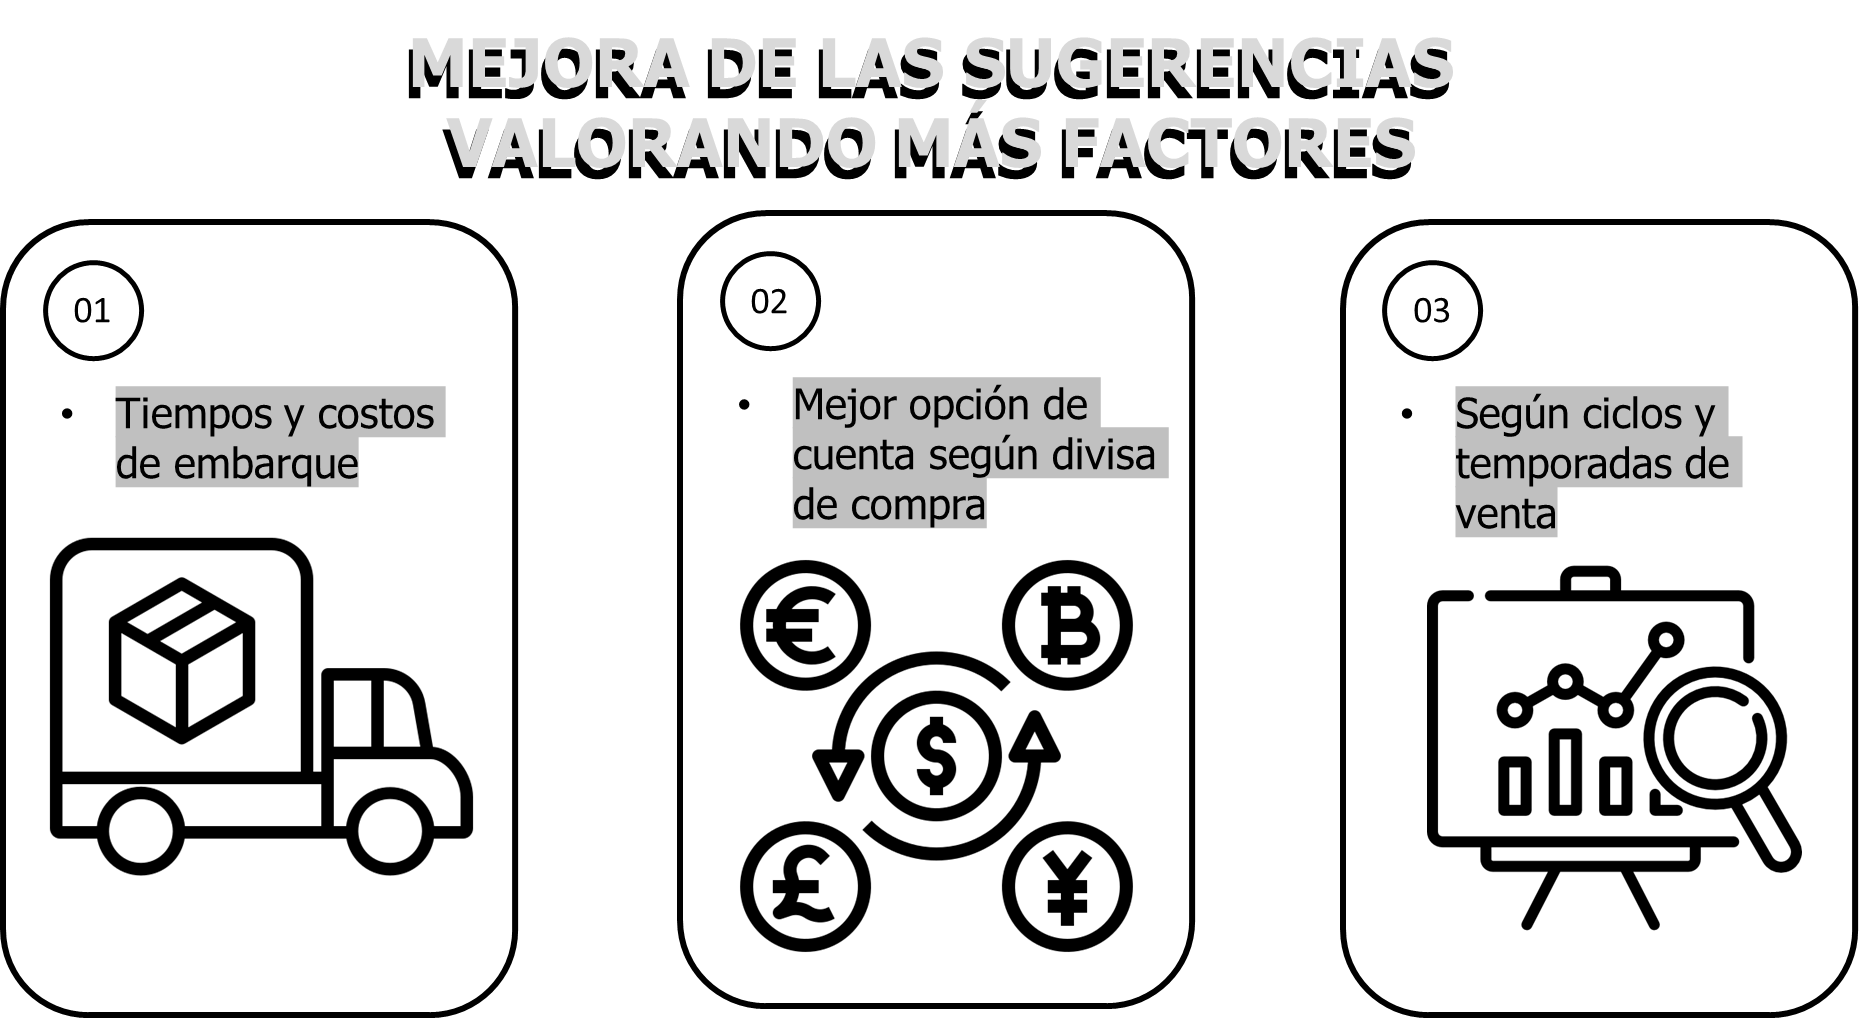 MEJORA DE LAS SUGERENCIAS
VALORANDO MÁS FACTORES
01
• Tiempos y costos
de embarque
02
• Mejor opción de
cuenta según divisa
de compra
€
₿
$
£
¥
03
• Según ciclos y
temporadas de
venta